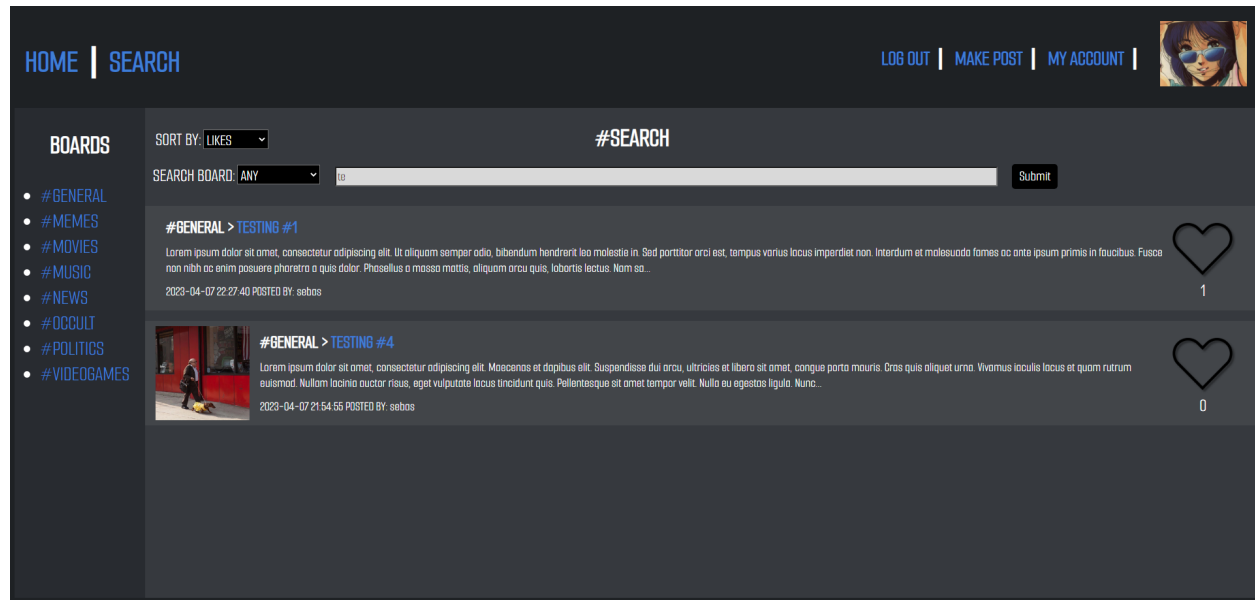 HOME | SEARCH
LOG OUT | MAKE POST | MY ACCOUNT |
BOARDS
#GENERAL
#MEMES
#MOVIES
#MUSIC
#NEWS
#OCCULT
#POLITICS
#VIDEOGAMES
SORT BY: LIKES
#SEARCH
SEARCH BOARD: ANY
te
Submit
#GENERAL > TESTING #1
Lorem ipsum dolor sit amet, consectetur adipiscing elit. Ut aliquam semper odio, bibendum hendrerit leo molestie in. Sed porttitor orci est, tempus varius lacus imperdiet non. Interdum et malesuada fames ac ante ipsum primis in faucibus. Fusce
non nibh ac enim posuere pharetra a quis dolor. Phasellus a massa mattis, aliquam arcu quis, lobortis lectus. Nam sa...
2023-04-07 22:27:40 POSTED BY: sebas
1
#GENERAL > TESTING #4
Lorem ipsum dolor sit amet, consectetur adipiscing elit. Maecenas et dapibus elit. Suspendisse dui arcu, ultricies et libero sit amet, congue porta mauris. Cras quis aliquet urna. Vivamus iaculis lacus et quam rutrum
euismod. Nullam lacinia auctor risus, eget vulputate lacus tincidunt quis. Pellentesque sit amet tempor velit. Nulla eu egestas ligula. Nunc...
2023-04-07 21:54:55 POSTED BY: sebas
0